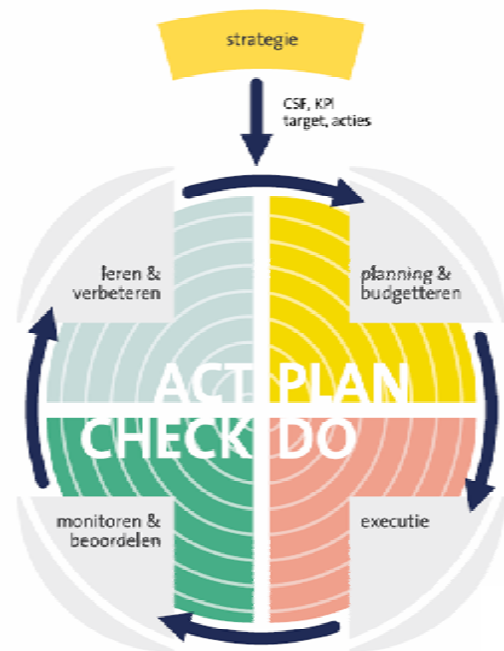 strategie
CSF, KPI
target, acties
leren &
verbeteren
planning &
budgetteren
ACT PLAN
CHECK DO
monitoren &
beoordelen
executie